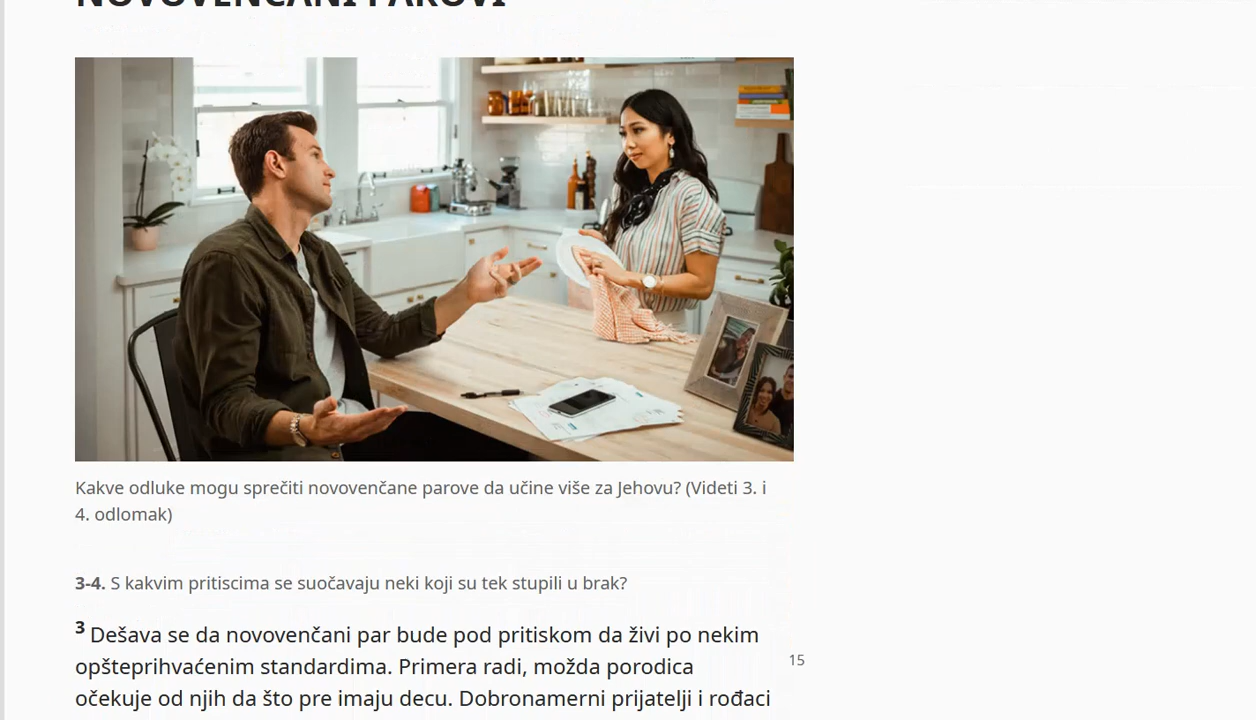 NOVOVENČANI PAROVI
Kakve odluke mogu sprečiti novovenčane parove da učine više za Jehovu? (Videti 3. i
4. odlomak)
3-4. S kakvim pritiscima se suočavaju neki koji su tek stupili u brak?
3 Dešava se da novovenčani par bude pod pritiskom da živi po nekim
opšteprihvaćenim standardima. Primera radi, možda porodica
15
očekuje od njih da što pre imaju decu. Dobronamerni prijatelji i rođaci